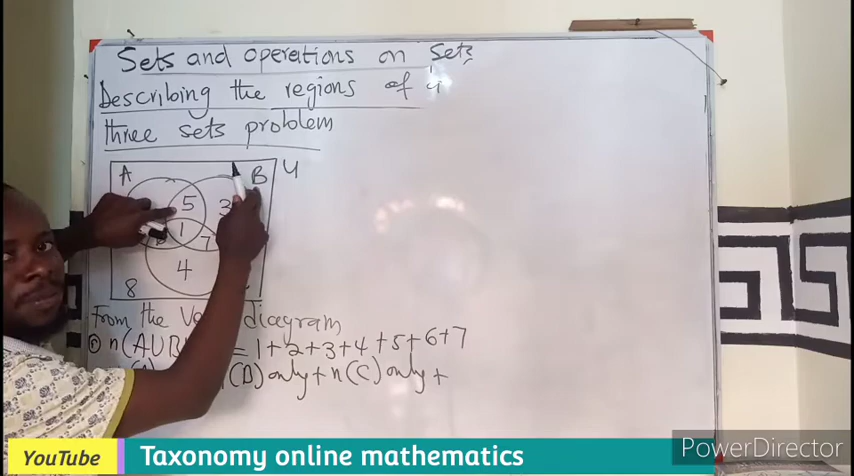 Sets and operations on Sets
Describing the regions of a
three sets problem
A
B
U
5
3
1
7
4
8
From the diagram
n(AUB = 1+2+3+4+5+6+7
only + n(C) only +
YouTube
Taxonomy online mathematics
PowerDirector